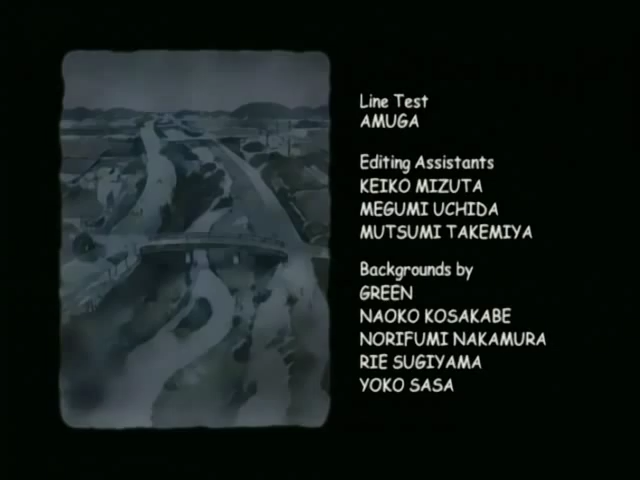 Line Test
AMUGA
Editing Assistants
KEIKO MIZUTA
MEGUMI UCHIDA
MUTSUMI TAKEMIYA
Backgrounds by
GREEN
NAOKO KOSAKABE
NORIFUMI NAKAMURA
RIE SUGIYAMA
YOKO SASA